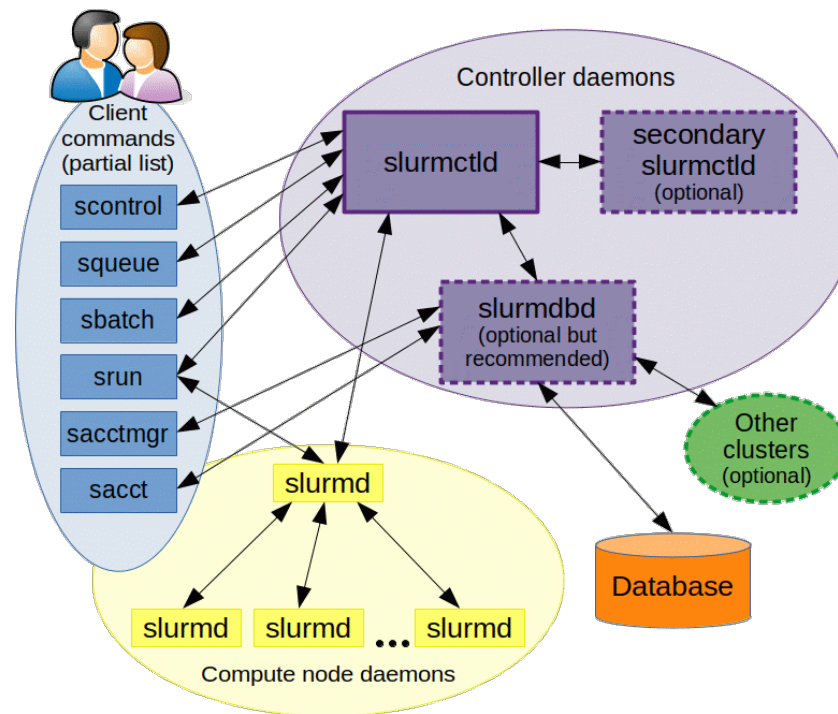 Client
commands
(partial list)
scontrol
squeue
sbatch
srun
sacctmgr
sacct
Controller daemons
slurmctld
secondary
slurmctld
(optional)
slurmdbd
(optional but
recommended)
Other
clusters
(optional)
Database
slurmd
slurmd
slurmd
...
slurmd
Compute node daemons